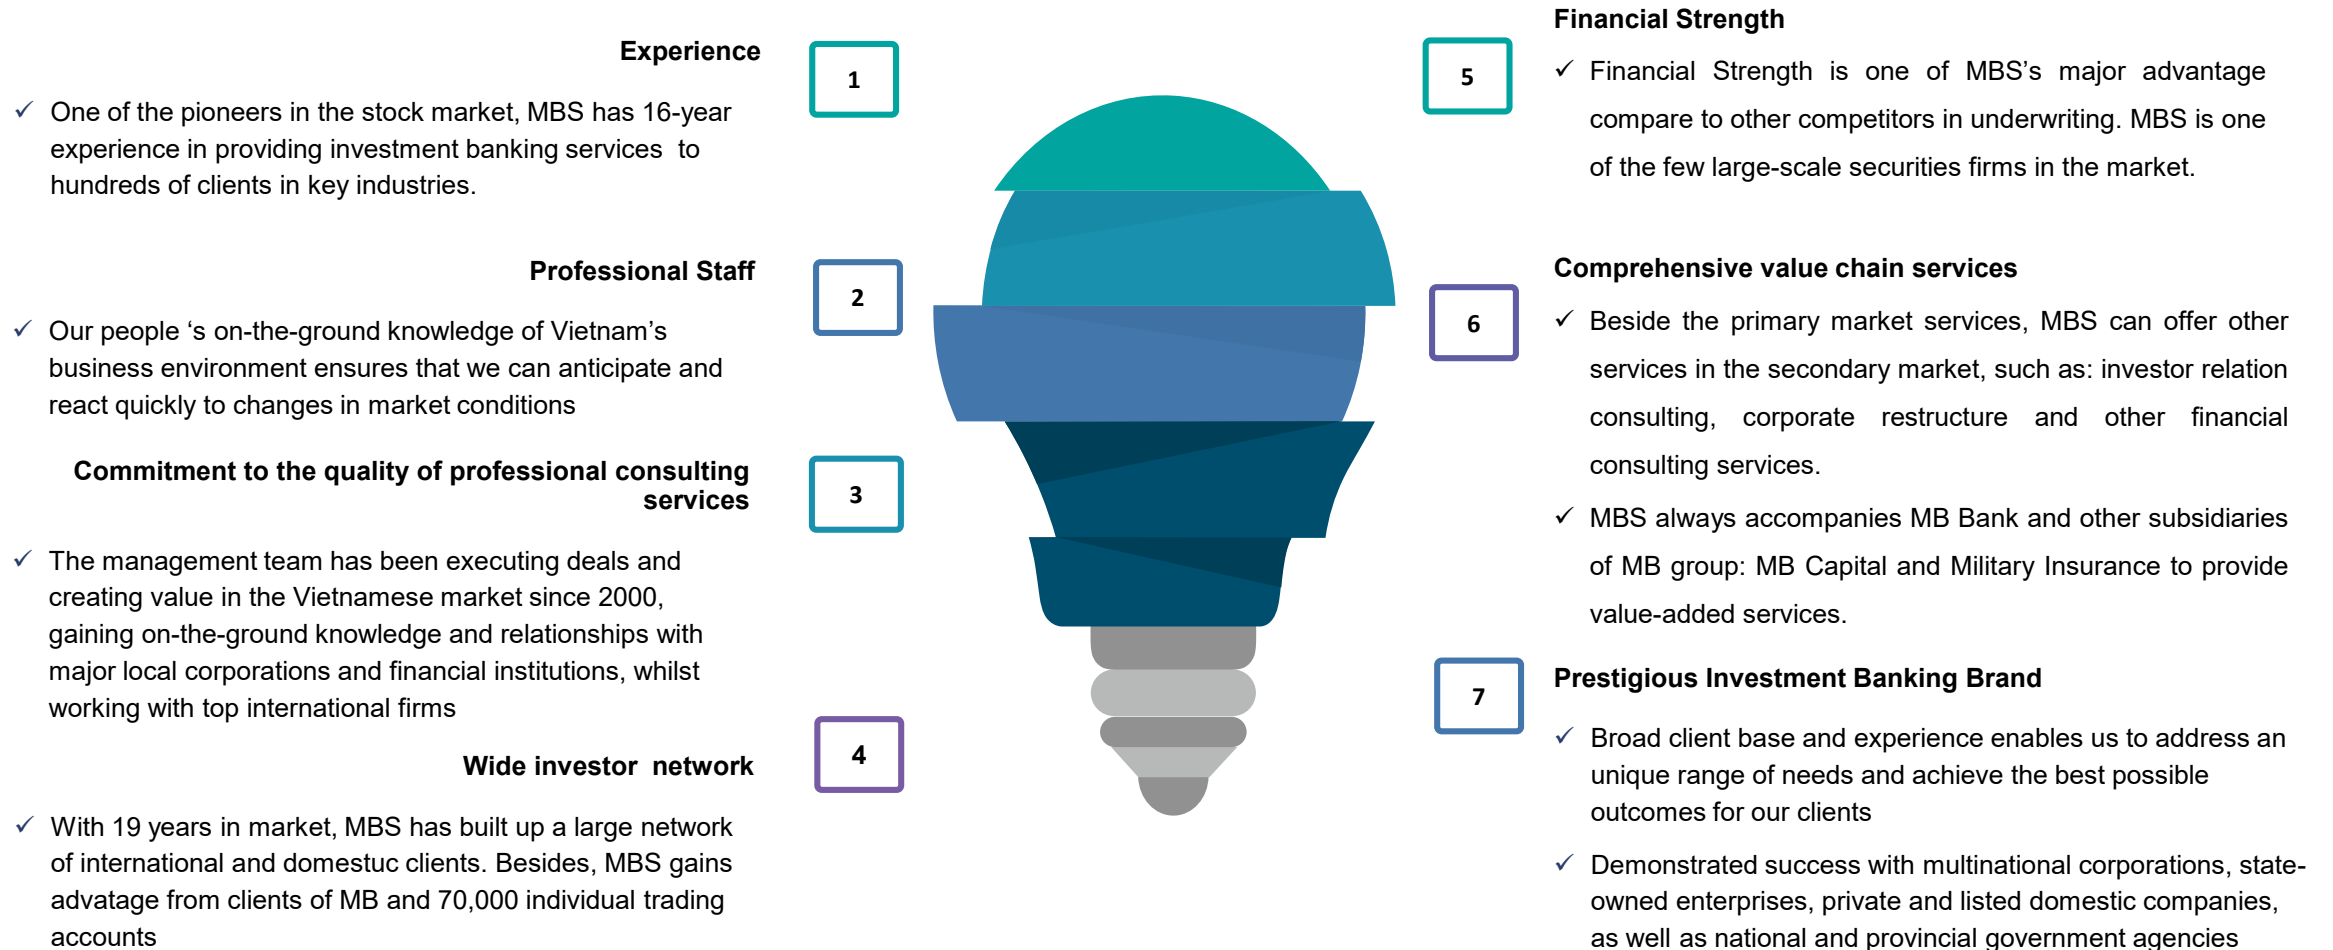 Experience
1
✓ One of the pioneers in the stock market, MBS has 16-year
experience in providing investment banking services  to
hundreds of clients in key industries.
Professional Staff
2
✓ Our people ‘s on-the-ground knowledge of Vietnam’s
business environment ensures that we can anticipate and
react quickly to changes in market conditions
Commitment to the quality of professional consulting
services
3
✓ The management team has been executing deals and
creating value in the Vietnamese market since 2000,
gaining on-the-ground knowledge and relationships with
major local corporations and financial institutions, whilst
working with top international firms
Wide investor  network
4
✓ With 19 years in market, MBS has built up a large network
of international and domestuc clients. Besides, MBS gains
advatage from clients of MB and 70,000 individual trading
accounts
Financial Strength
5
✓ Financial Strength is one of MBS’s major advantage
compare to other competitors in underwriting. MBS is one
of the few large-scale securities firms in the market.
Comprehensive value chain services
6
✓ Beside the primary market services, MBS can offer other
services in the secondary market, such as: investor relation
consulting, corporate restructure and other financial
consulting services.
✓ MBS always accompanies MB Bank and other subsidiaries
of MB group: MB Capital and Military Insurance to provide
value-added services.
Prestigious Investment Banking Brand
7
✓ Broad client base and experience enables us to address an
unique range of needs and achieve the best possible
outcomes for our clients
✓ Demonstrated success with multinational corporations, state-
owned enterprises, private and listed domestic companies,
as well as national and provincial government agencies